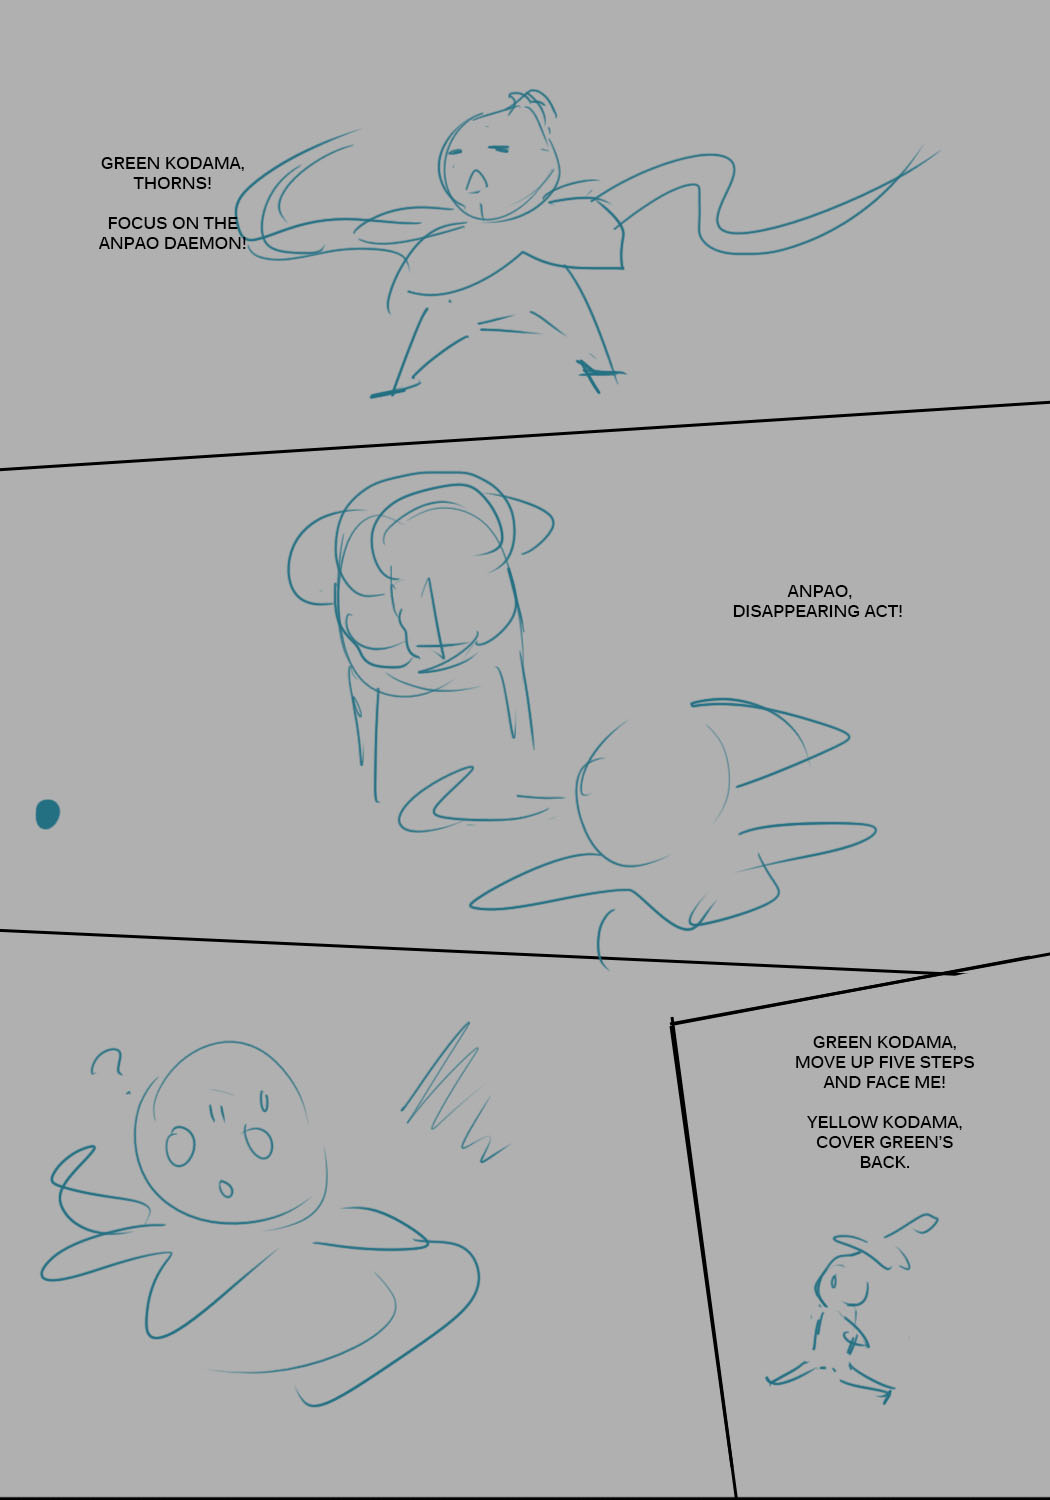 GREEN KODAMA,
THORNS!
FOCUS ON THE
ANPAO DAEMON!
ANPAO,
DISAPPEARING ACT!
?
GREEN KODAMA,
MOVE UP FIVE STEPS
AND FACE ME!
YELLOW KODAMA,
COVER GREEN'S
BACK.